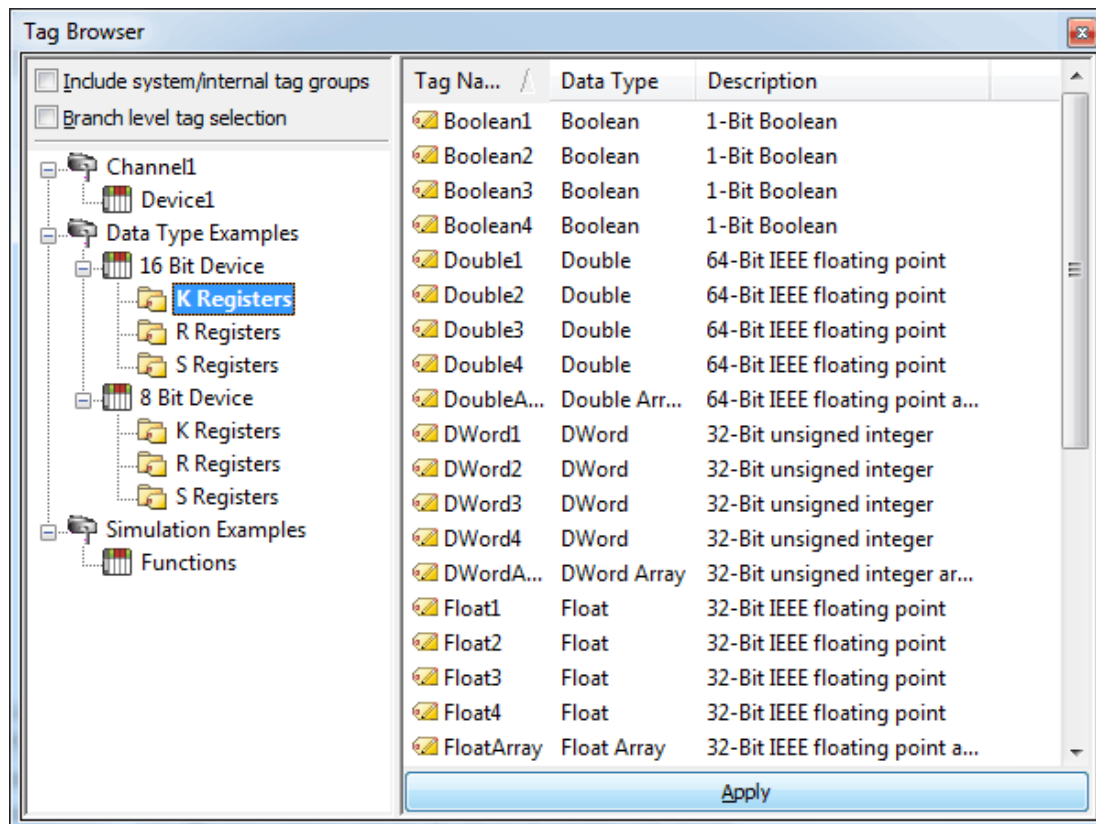 Tag Browser
Include system/internal tag groups
Branch level tag selection
Channel1
Device1
Data Type Examples
16 Bit Device
K Registers
R Registers
S Registers
8 Bit Device
K Registers
R Registers
S Registers
Simulation Examples
Functions
Tag Na... Data Type Description
Boolean1 Boolean 1-Bit Boolean
Boolean2 Boolean 1-Bit Boolean
Boolean3 Boolean 1-Bit Boolean
Boolean4 Boolean 1-Bit Boolean
Double1 Double 64-Bit IEEE floating point
Double2 Double 64-Bit IEEE floating point
Double3 Double 64-Bit IEEE floating point
Double4 Double 64-Bit IEEE floating point
DoubleA... Double Arr... 64-Bit IEEE floating point a...
DWord1 DWord 32-Bit unsigned integer
DWord2 DWord 32-Bit unsigned integer
DWord3 DWord 32-Bit unsigned integer
DWord4 DWord 32-Bit unsigned integer
DWordA... DWord Array 32-Bit unsigned integer ar...
Float1 Float 32-Bit IEEE floating point
Float2 Float 32-Bit IEEE floating point
Float3 Float 32-Bit IEEE floating point
Float4 Float 32-Bit IEEE floating point
FloatArray Float Array 32-Bit IEEE floating point a...
Apply